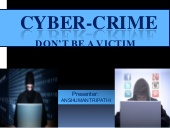 CYBER-CRIME
DON'T BE A VICTIM
Presenter
ANSHUMAN TRIPATHI